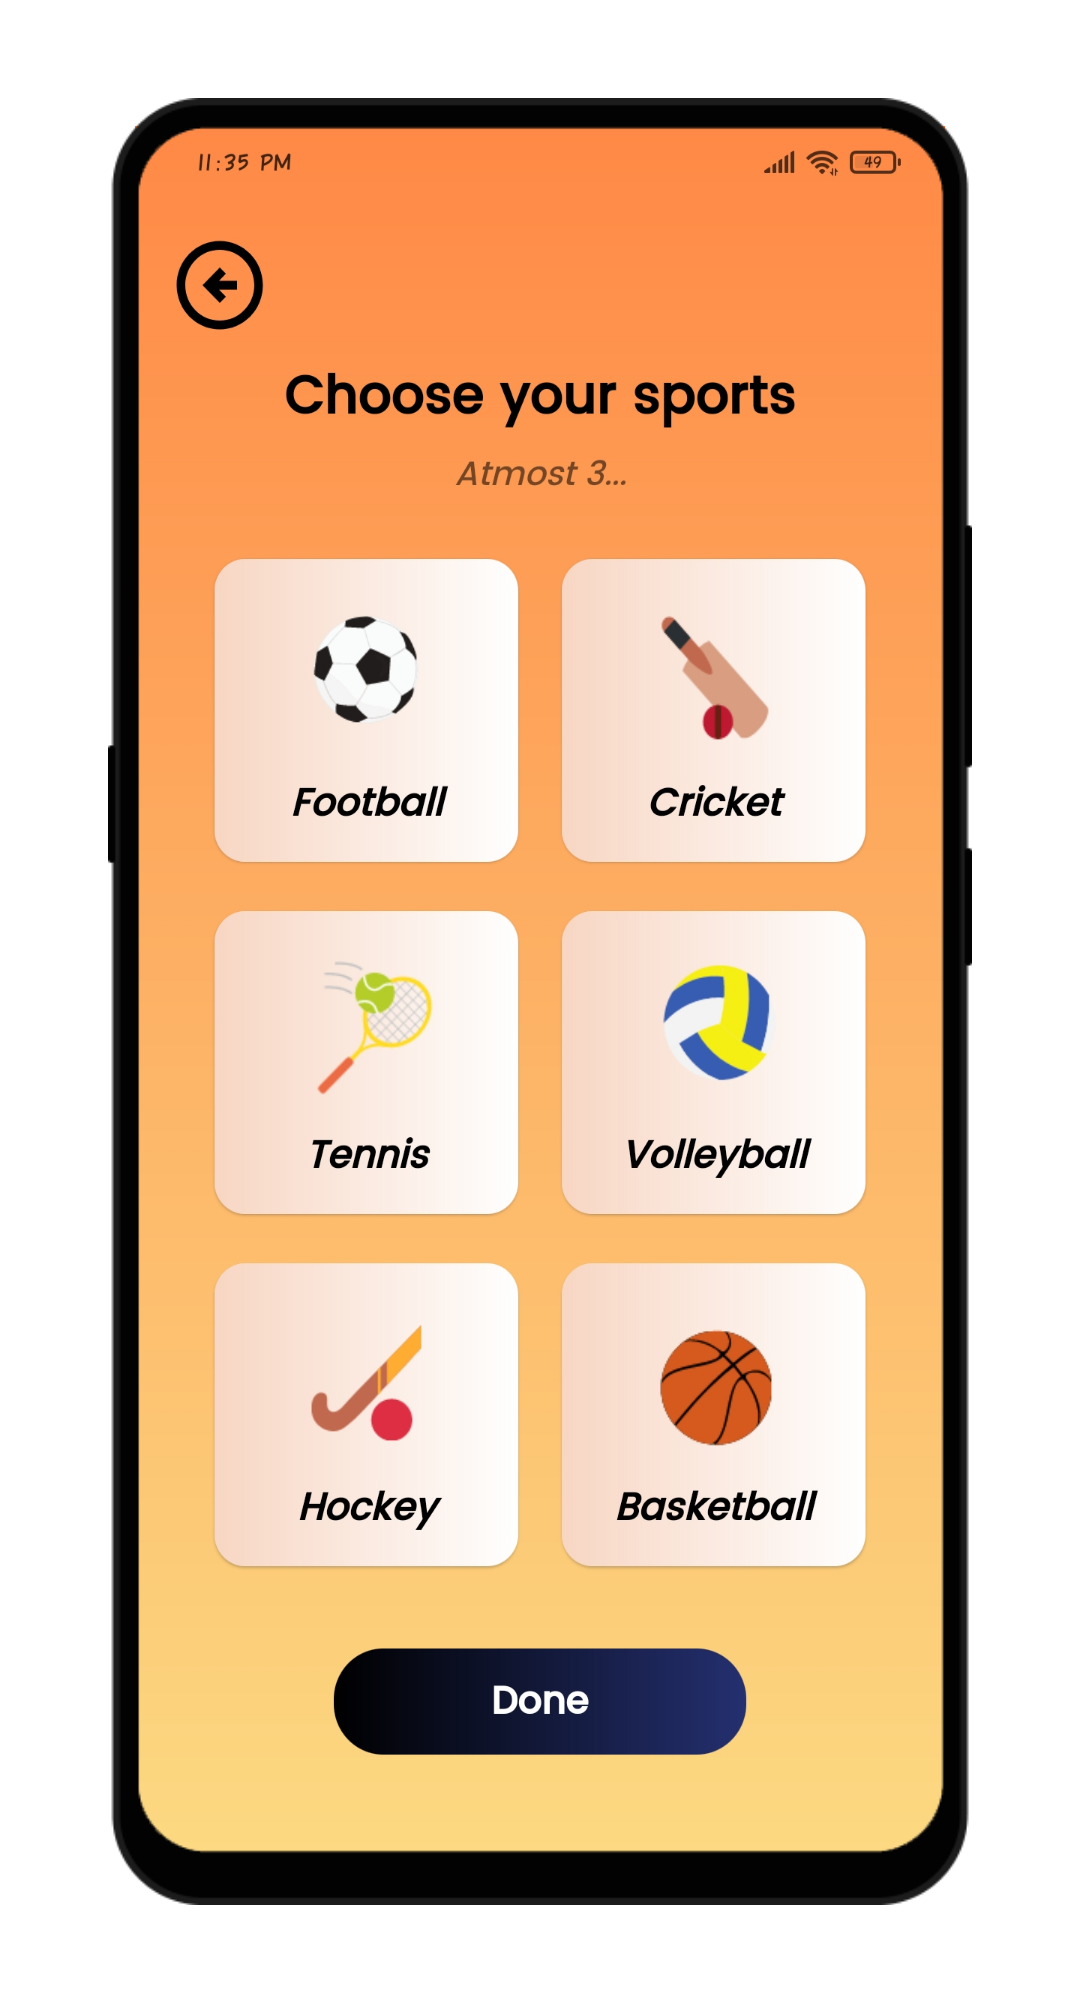 11:35 PM 49
Choose your sports
Atmost 3...
Football Cricket
Tennis Volleyball
Hockey Basketball
Done